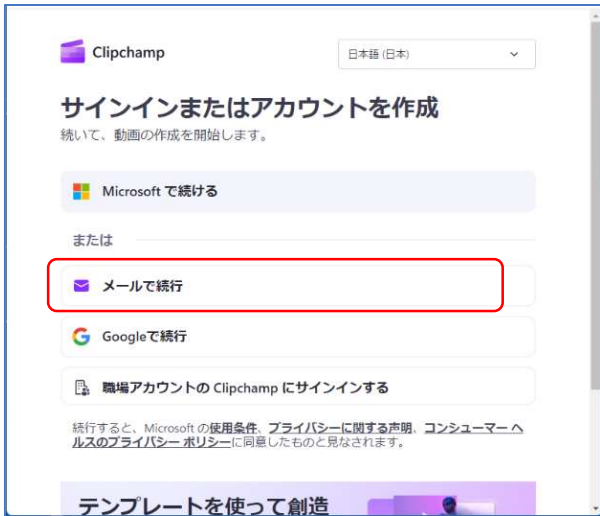 Clipchamp
日本語 (日本)
サインインまたはアカウントを作成
続いて、動画の作成を開始します。
Microsoft で続ける
または
メールで続行
Googleで続行
職場アカウントの Clipchamp にサインインする
続行すると、Microsoft の使用条件、プライバシーに関する声明、コンシューマー ヘ
ルスのプライバシー ポリシーに同意したものと見なされます。
テンプレートを使って創造